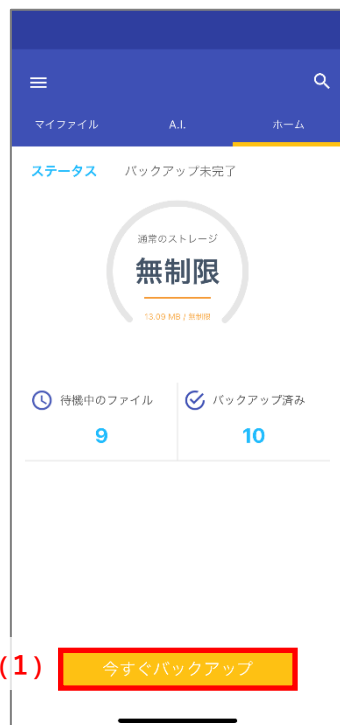 マイファイル A.I. ホーム
ステータス バックアップ未完了
通常のストレージ
無制限
13.09 MB / 無制限
待機中のファイル バックアップ済み
9 10
(1) 今すぐバックアップ